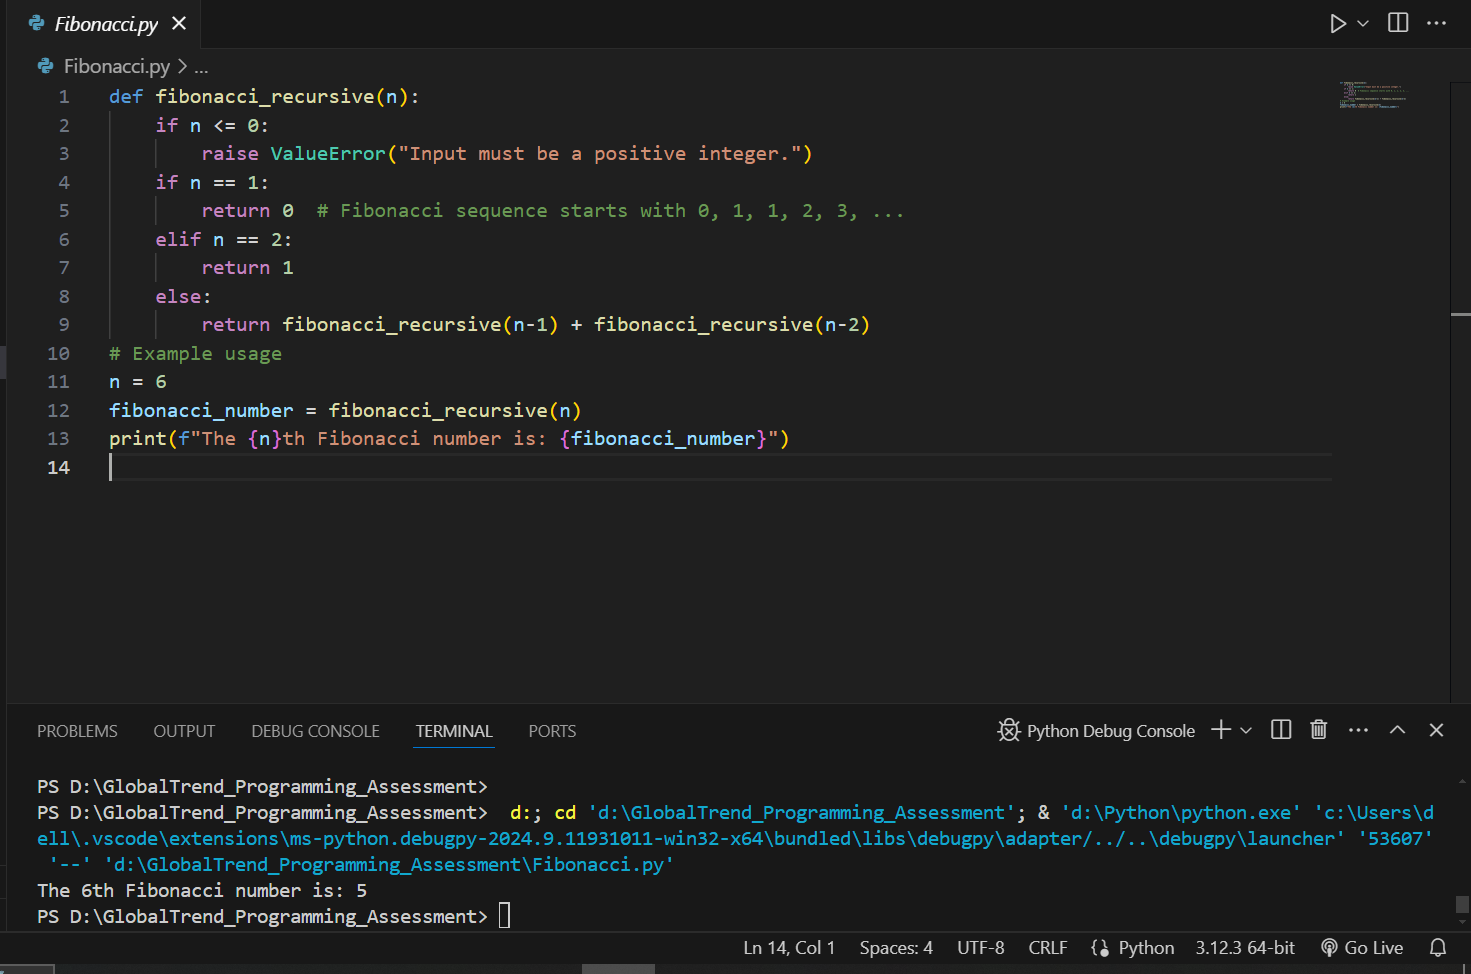 Fibonacci.py
Fibonacci.py > ...
1 def fibonacci_recursive(n):
2     if n <= 0:
3         raise ValueError("Input must be a positive integer.")
4     if n == 1:
5         return 0  # Fibonacci sequence starts with 0, 1, 1, 2, 3, ...
6     elif n == 2:
7         return 1
8     else:
9         return fibonacci_recursive(n-1) + fibonacci_recursive(n-2)
10 # Example usage
11 n = 6
12 fibonacci_number = fibonacci_recursive(n)
13 print(f"The {n}th Fibonacci number is: {fibonacci_number}")
14
PROBLEMS OUTPUT DEBUG CONSOLE TERMINAL PORTS Python Debug Console
PS D:\GlobalTrend_Programming_Assessment>
PS D:\GlobalTrend_Programming_Assessment>  d:; cd 'd:\GlobalTrend_Programming_Assessment'; & 'd:\Python\python.exe' 'c:\Users\d
ell\.vscode\extensions\ms-python.debugpy-2024.9.11931011-win32-x64\bundled\libs\debugpy\adapter/../..\debugpy\launcher' '53607'
 '--' 'd:\GlobalTrend_Programming_Assessment\Fibonacci.py'
The 6th Fibonacci number is: 5
PS D:\GlobalTrend_Programming_Assessment>
Ln 14, Col 1 Spaces: 4 UTF-8 CRLF Python 3.12.3 64-bit Go Live